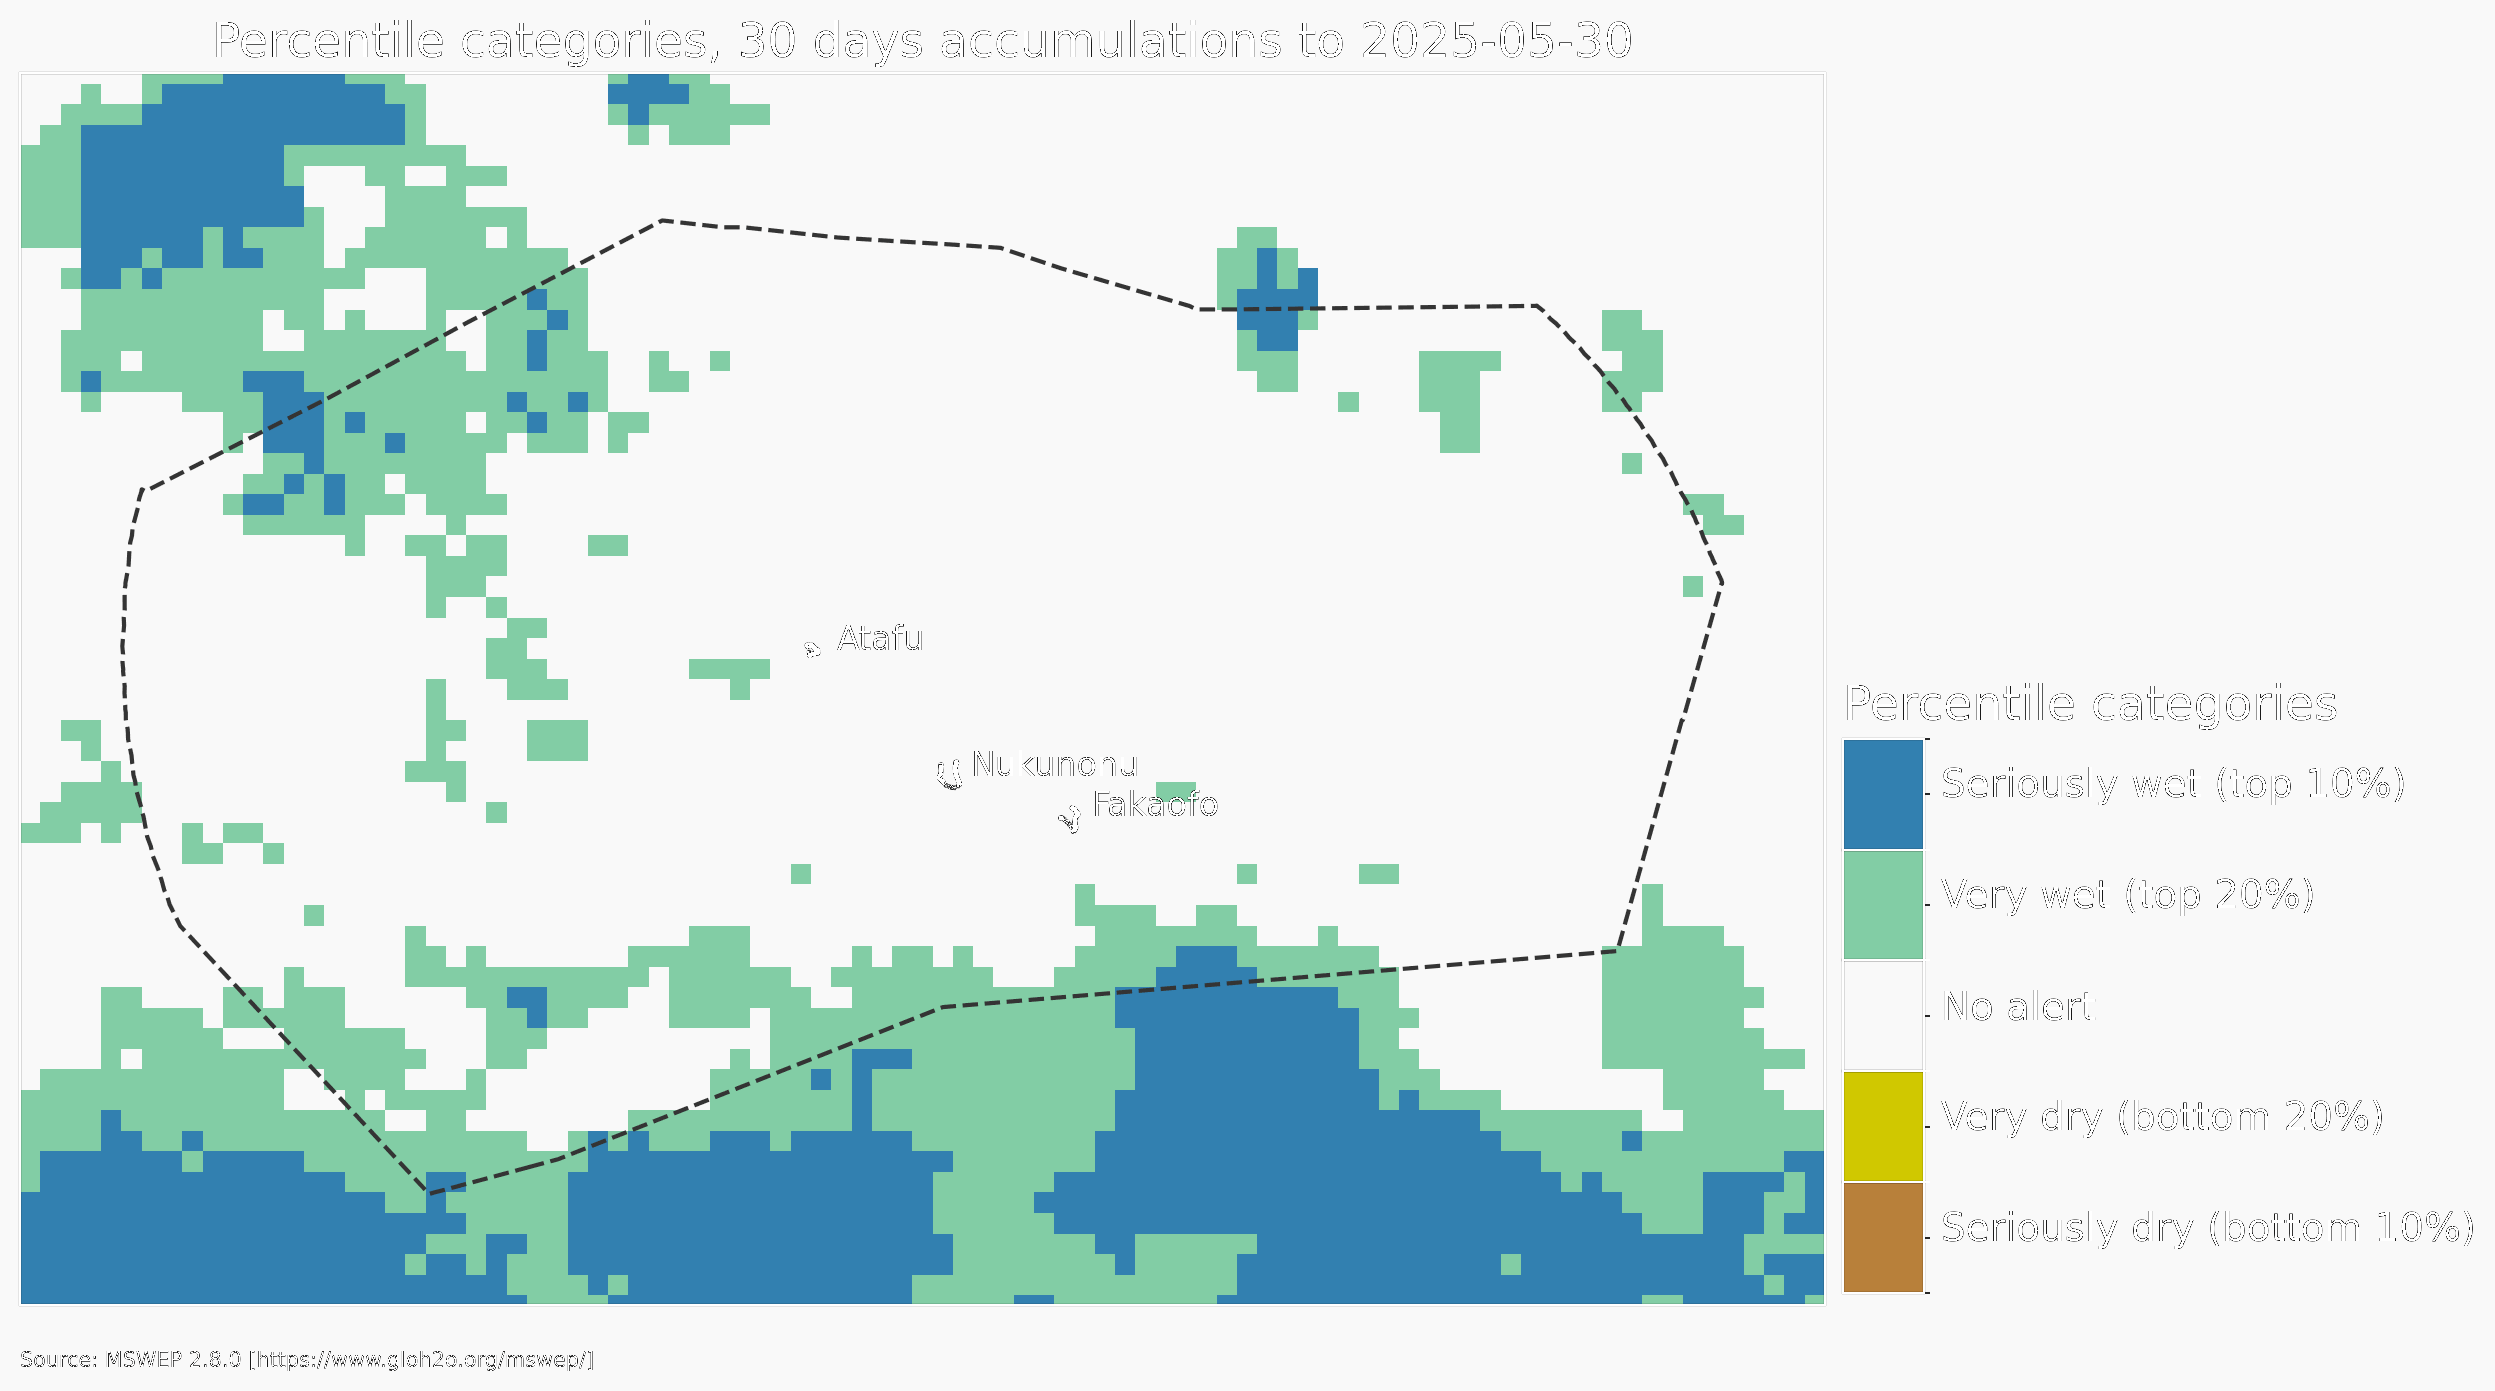 Percentile categories, 30 days accumulations to 2025-05-30
Atafu
Nukunonu
Fakaofo
Percentile categories
Seriously wet (top 10%)
Very wet (top 20%)
No alert
Very dry (bottom 20%)
Seriously dry (bottom 10%)
Source: MSWEP 2.8.0 [https://www.gloh2o.org/mswep/]